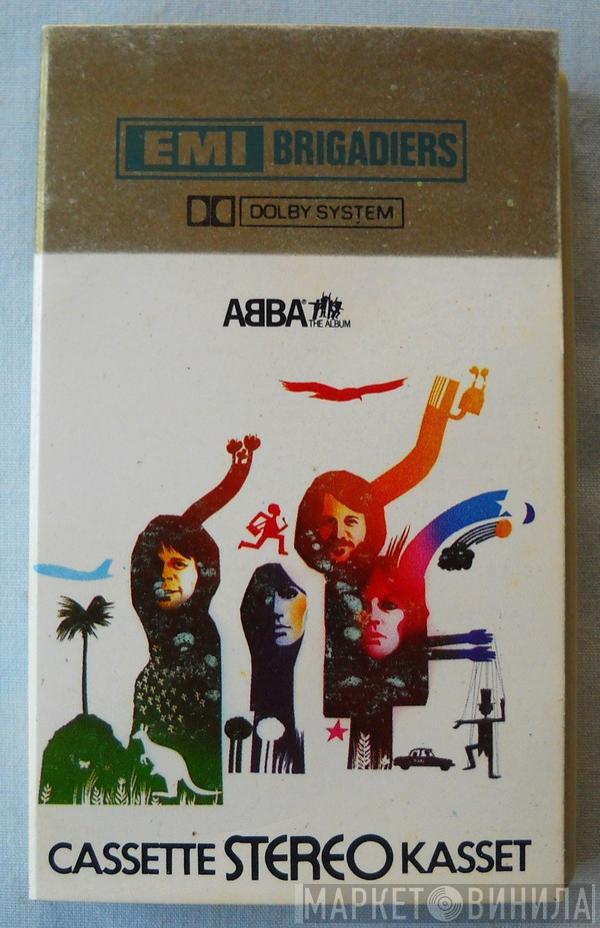 EMI BRIGADIERS
DOLBY SYSTEM
ABBA
THE ALBUM
CASSETTE STEREO KASSET
МАРКЕТ ВИНИЛА